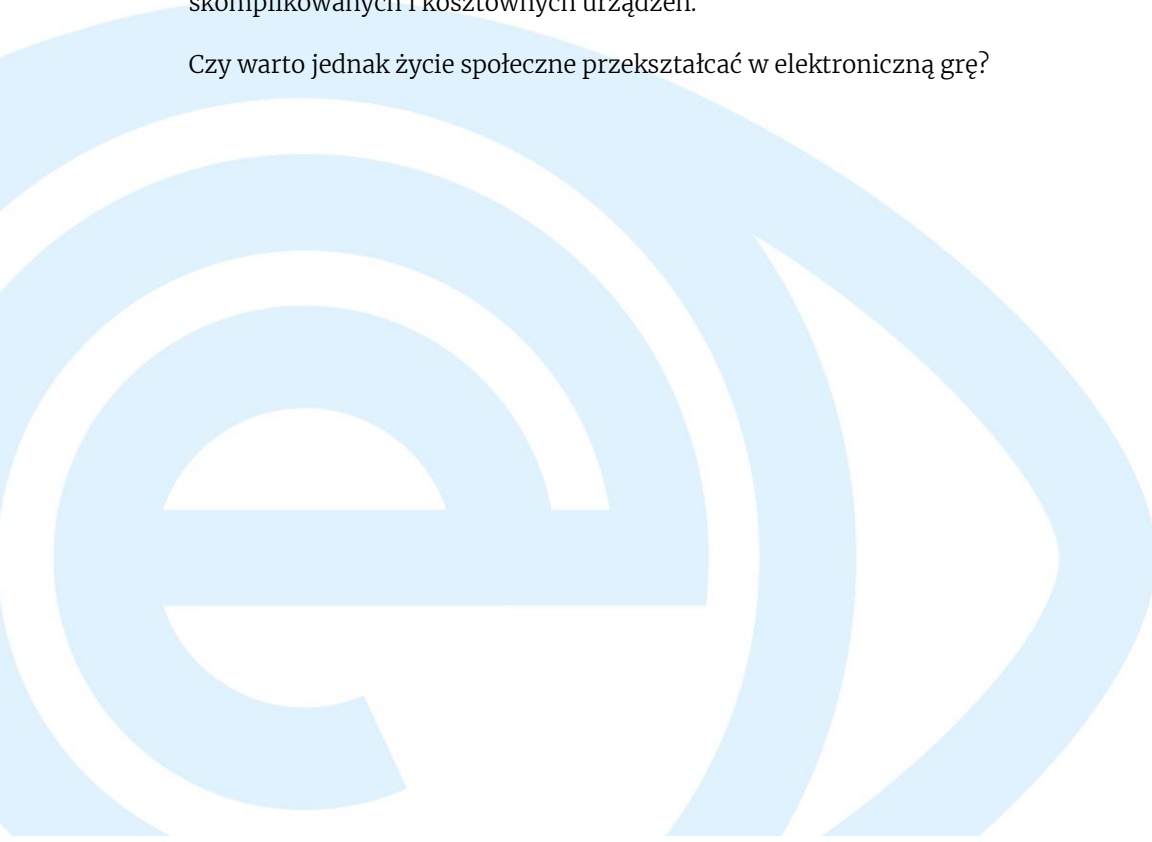 skomplikowanych i kosztownych urządzeń.
Czy warto jednak życie społeczne przekształcać w elektroniczną grę?